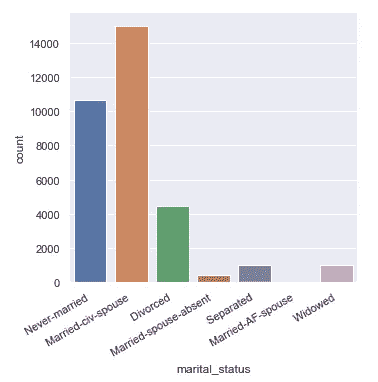 14000
12000
10000
8000
6000
4000
2000
0
count
Never-married
Married-civ-spouse
Divorced
Married-spouse-absent
Separated
Married-AF-spouse
Widowed
marital_status